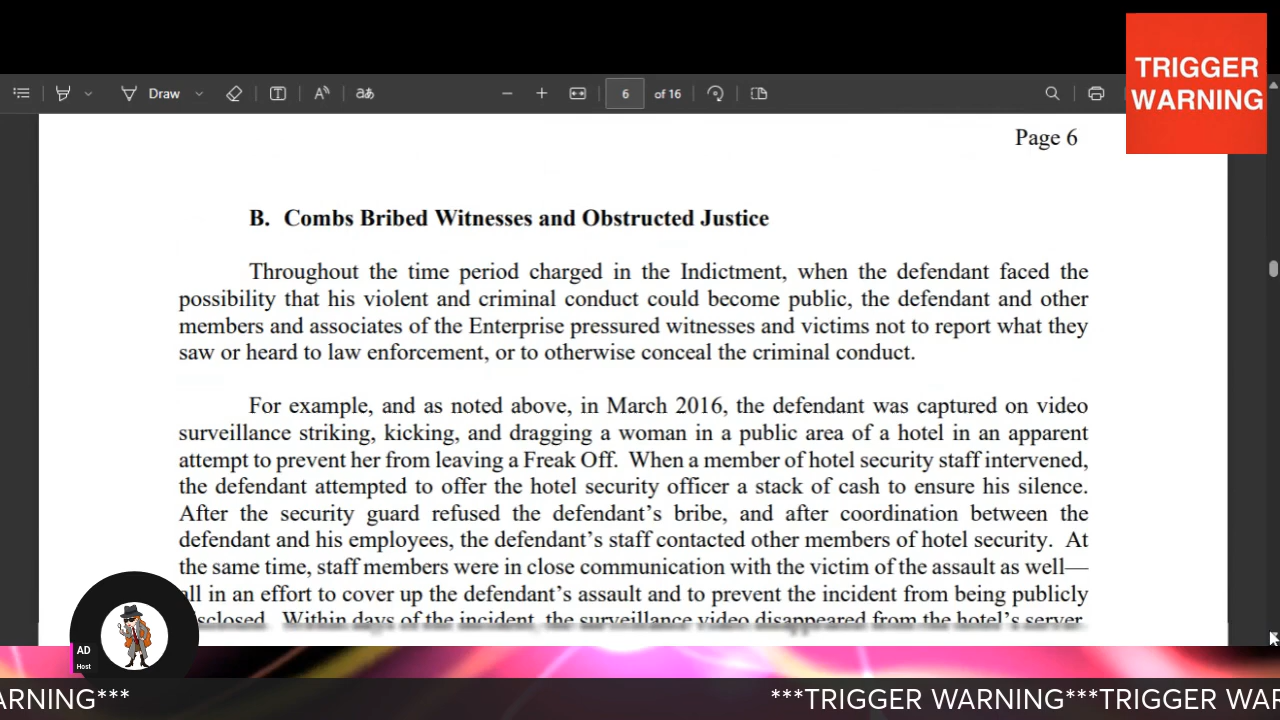 TRIGGER
WARNING
Draw
6 of 16
Page 6
B. Combs Bribed Witnesses and Obstructed Justice
Throughout the time period charged in the Indictment, when the defendant faced the
possibility that his violent and criminal conduct could become public, the defendant and other
members and associates of the Enterprise pressured witnesses and victims not to report what they
saw or heard to law enforcement, or to otherwise conceal the criminal conduct.
For example, and as noted above, in March 2016, the defendant was captured on video
surveillance striking, kicking, and dragging a woman in a public area of a hotel in an apparent
attempt to prevent her from leaving a Freak Off. When a member of hotel security staff intervened,
the defendant attempted to offer the hotel security officer a stack of cash to ensure his silence.
After the security guard refused the defendant's bribe, and after coordination between the
defendant and his employees, the defendant's staff contacted other members of hotel security. At
the same time, staff members were in close communication with the victim of the assault as well—
all in an effort to cover up the defendant's assault and to prevent the incident from being publicly
disclosed. Within days of the incident, the surveillance video disappeared from the hotel's server.
AD
Host
ARNING*** ***TRIGGER WARNING***TRIGGER WAR